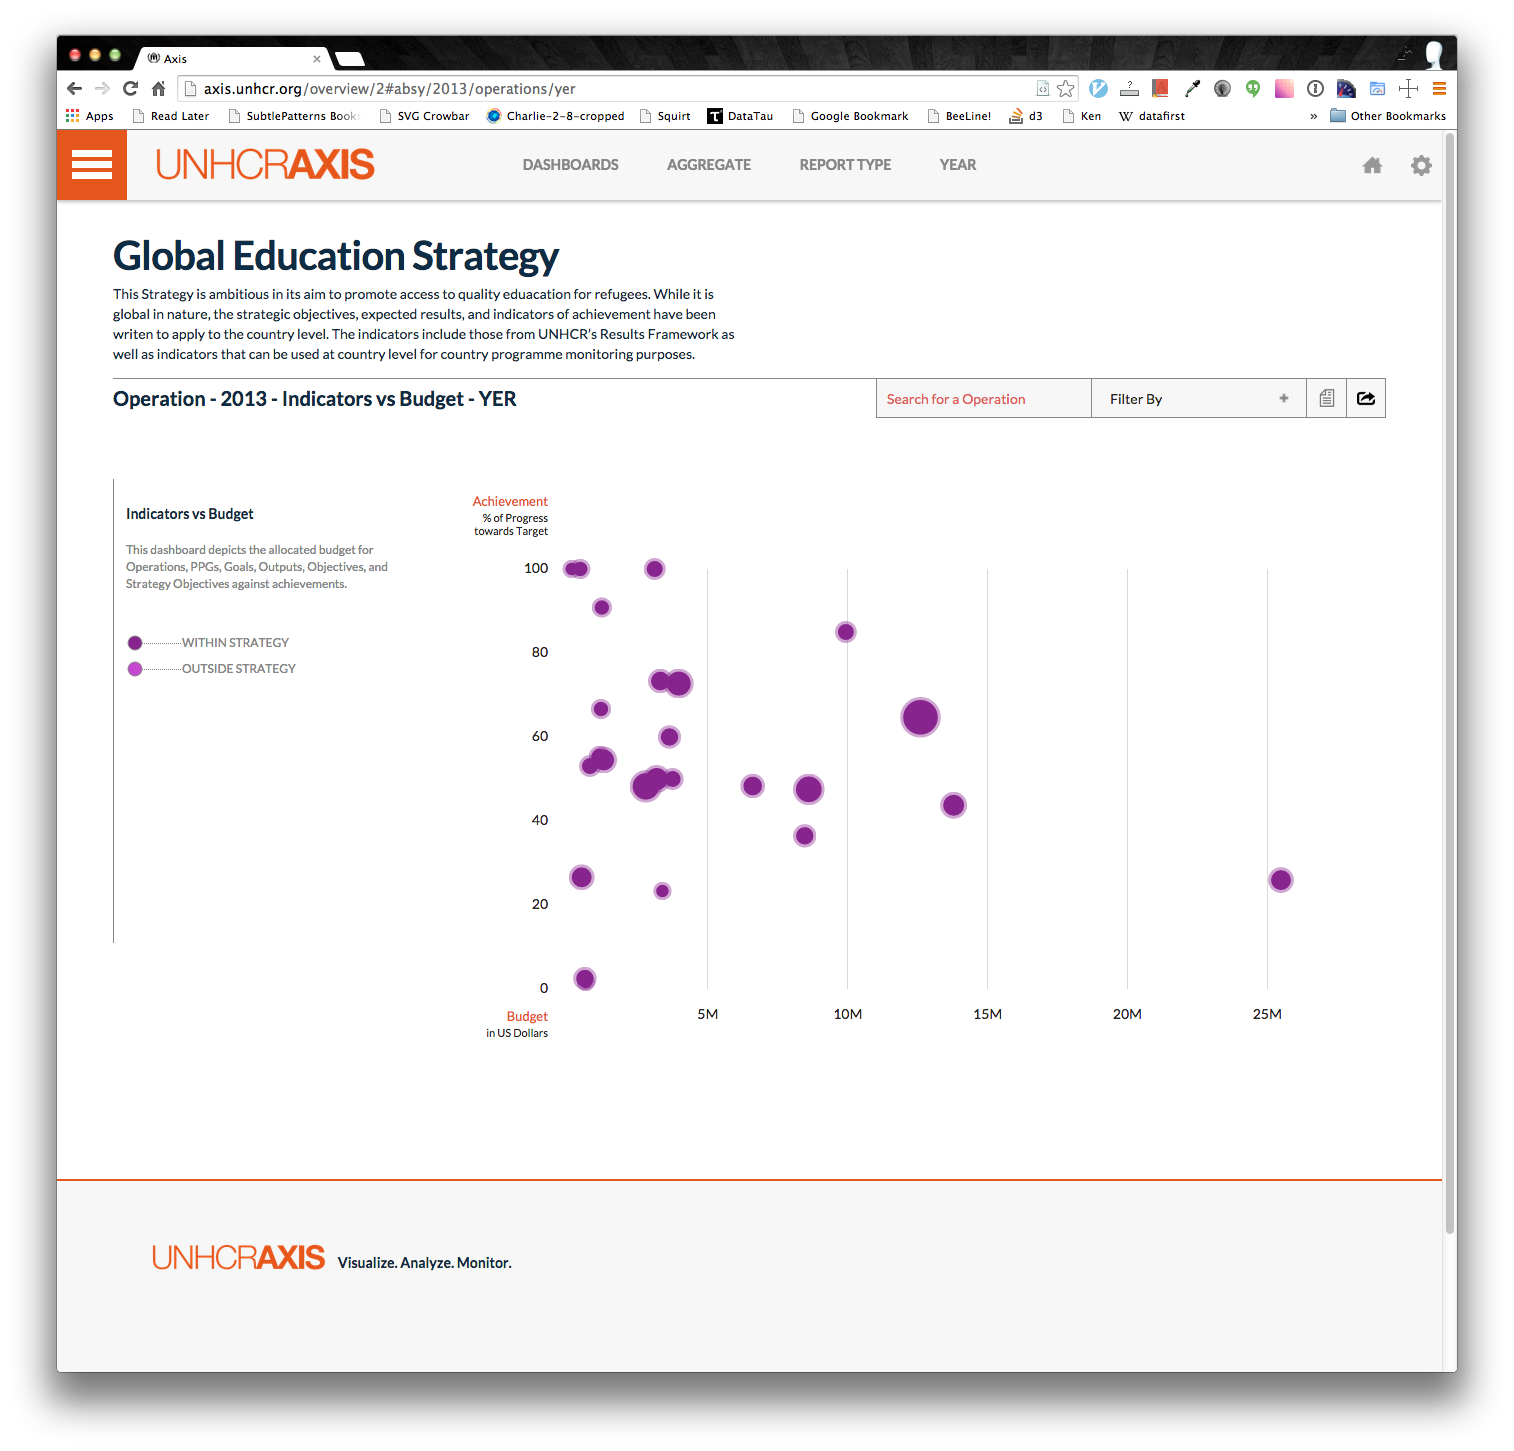 Axis
axis.unhcr.org/overview/2#absy/2013/operations/yer
Apps Read Later SubtlePatterns Book SVG Crowbar Charlie-2-8-cropped Squirt DataTau Google Bookmark BeeLine! d3 Ken W datafirst » Other Bookmarks
UNHCRAXIS DASHBOARDS AGGREGATE REPORT TYPE YEAR
Global Education Strategy
This Strategy is ambitious in its aim to promote access to quality eduacation for refugees. While it is
global in nature, the strategic objectives, expected results, and indicators of achievement have been
writen to apply to the country level. The indicators include those from UNHCR's Results Framework as
well as indicators that can be used at country level for country programme monitoring purposes.
Operation - 2013 - Indicators vs Budget - YER
Search for a Operation Filter By +
Indicators vs Budget
This dashboard depicts the allocated budget for
Operations, PPGs, Goals, Outputs, Objectives, and
Strategy Objectives against achievements.
WITHIN STRATEGY
OUTSIDE STRATEGY
Achievement
% of Progress
towards Target
100
80
60
40
20
0
Budget
in US Dollars
5M 10M 15M 20M 25M
UNHCRAXIS Visualize. Analyze. Monitor.